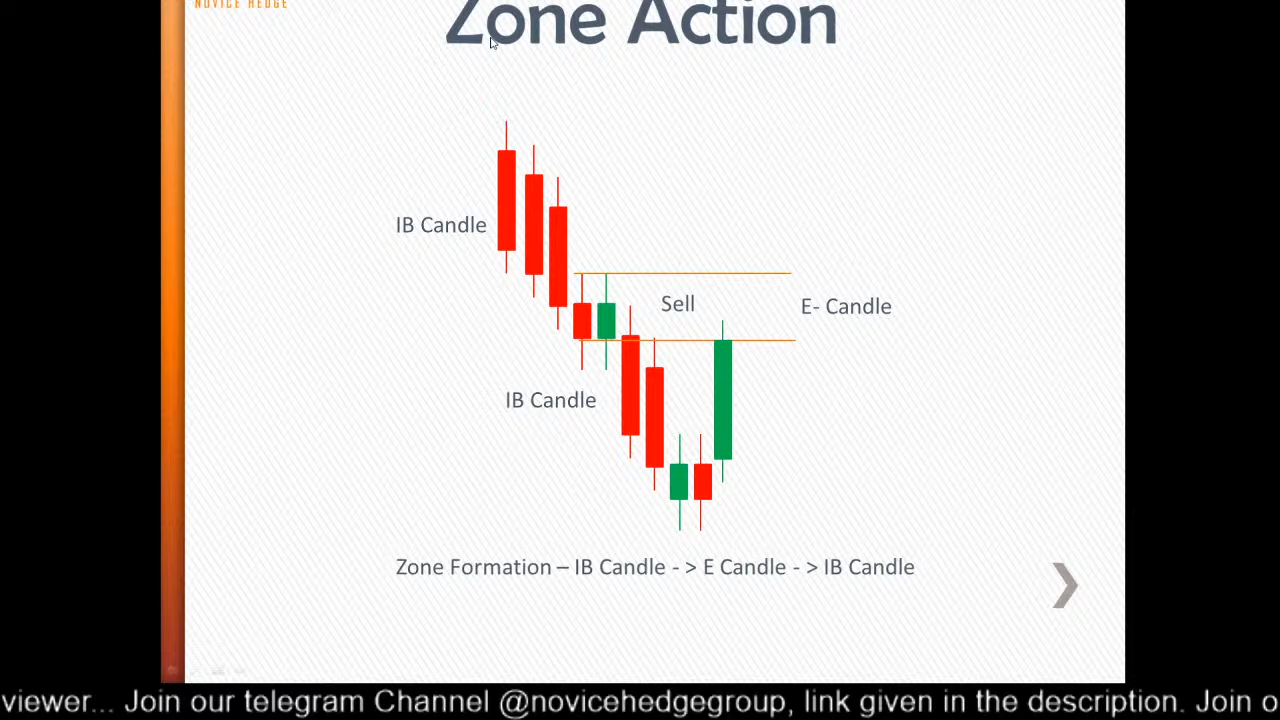 NOVICE HEDGE
Zone Action
IB Candle
Sell
E- Candle
IB Candle
Zone Formation – IB Candle - > E Candle - > IB Candle
viewer... Join our telegram Channel @novicehedgegroup, link given in the description. Join o